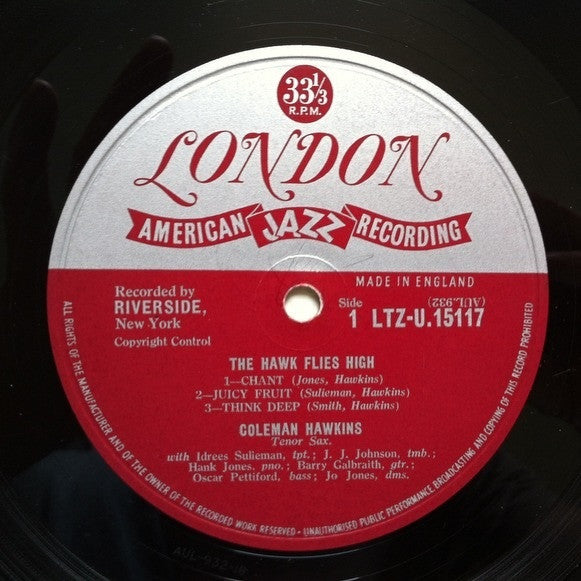 33⅓
R.P.M.
LONDON
AMERICAN JAZZ RECORDING
MADE IN ENGLAND
Recorded by
RIVERSIDE,
New York
Copyright Control
(AUL.932)
Side
1 LTZ-U.15117
THE HAWK FLIES HIGH
1—CHANT (Jones, Hawkins)
2—JUICY FRUIT (Sulieman, Hawkins)
3—THINK DEEP (Smith, Hawkins)
COLEMAN HAWKINS
Tenor Sax.
with Idrees Sulieman, tpt.; J. J. Johnson, tmb.;
Hank Jones, pno.; Barry Galbraith, gtr.;
Oscar Pettiford, bass; Jo Jones, dms.
ALL RIGHTS OF THE MANUFACTURER AND OF THE OWNER OF THE RECORDED WORK RESERVED - UNAUTHORISED PUBLIC PERFORMANCE BROADCASTING AND COPYING OF THIS RECORD PROHIBITED